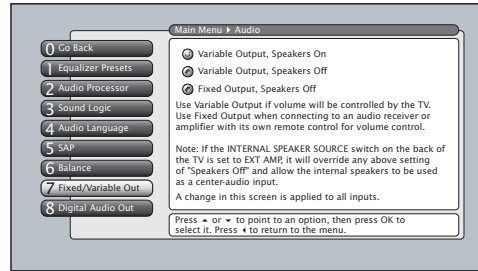 Main Menu ▸ Audio
0 Go Back
1 Equalizer Presets
2 Audio Processor
3 Sound Logic
4 Audio Language
5 SAP
6 Balance
7 Fixed/Variable Out
8 Digital Audio Out
Variable Output, Speakers On
Variable Output, Speakers Off
Fixed Output, Speakers Off
Use Variable Output if volume will be controlled by the TV.
Use Fixed Output when connecting to an audio receiver or
amplifier with its own remote control for volume control.
Note: If the INTERNAL SPEAKER SOURCE switch on the back of
the TV is set to EXT AMP, it will override any above setting
of "Speakers Off" and allow the internal speakers to be used
as a center-audio input.
A change in this screen is applied to all inputs.
Press ▴ or ▾ to point to an option, then press OK to
select it. Press ◂ to return to the menu.